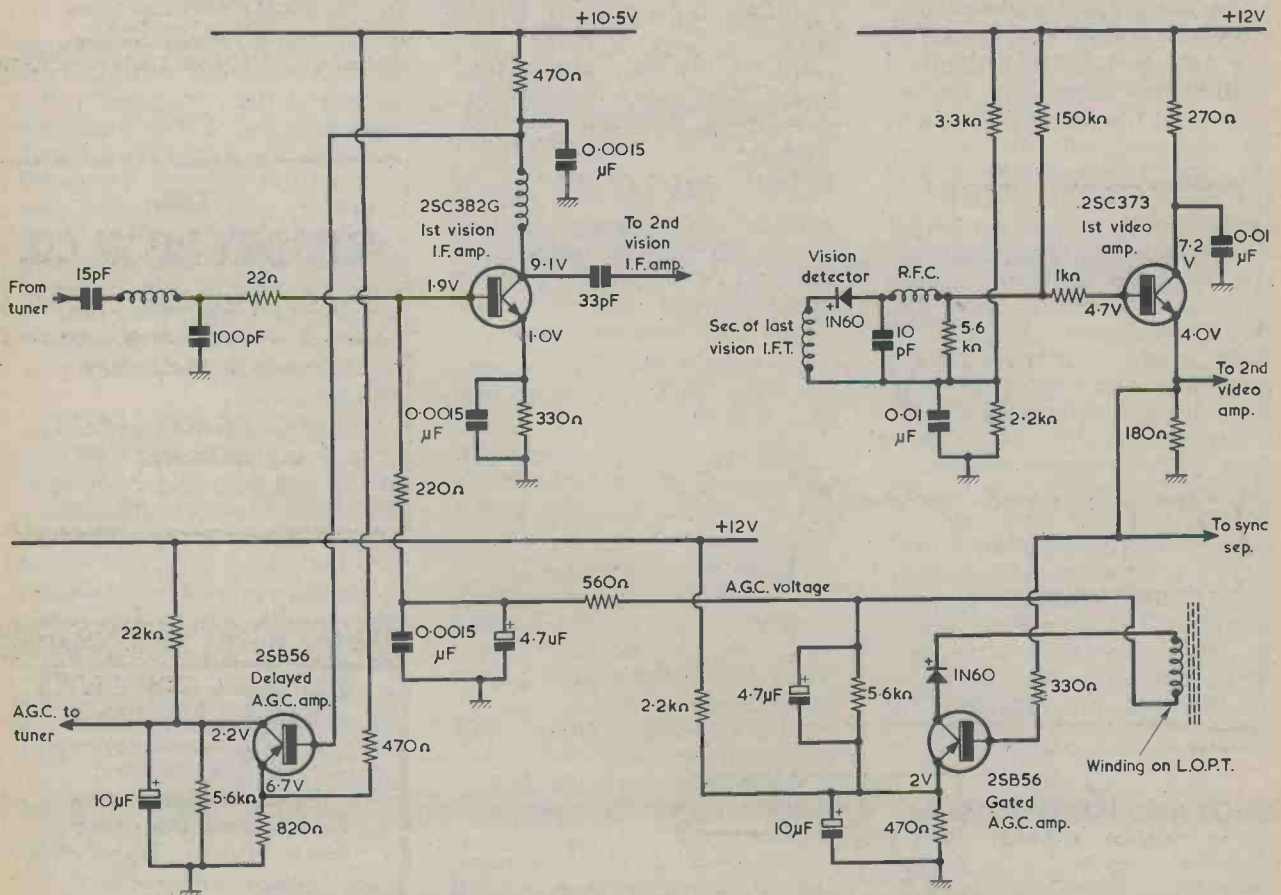 +10·5V
+12V
470Ω
0·0015
µF
3.3kΩ
150kΩ
270Ω
2SC382G
1st vision
I.F. amp.
To 2nd
vision
I.F. amp.
9·1V
33pF
From
tuner
15pF
22Ω
100pF
1.9V
1.0V
0·0015
µF
330Ω
220Ω
2SC373
1st video
amp.
7·2
V
0·01
µF
Vision
detector
+
1N60
R.F.C.
1kΩ
4.7V
4.0V
Sec. of last
vision I.F.T.
10
pF
5.6
kΩ
0·01
µF
2.2kΩ
To 2nd
video
amp.
180Ω
To sync
sep.
+12V
560Ω
A.G.C. voltage
22kΩ
0·0015
µF
+
4·7uF
2SB56
Delayed
A.G.C. amp.
A.G.C. to
tuner
2·2V
6.7V
10µF
+
5.6kΩ
820Ω
470Ω
2·2kΩ
4·7µF
+
5.6kΩ
+
1N60
330Ω
Winding on L.O.P.T.
2V
2SB56
Gated
A.G.C. amp.
10µF
+
470Ω